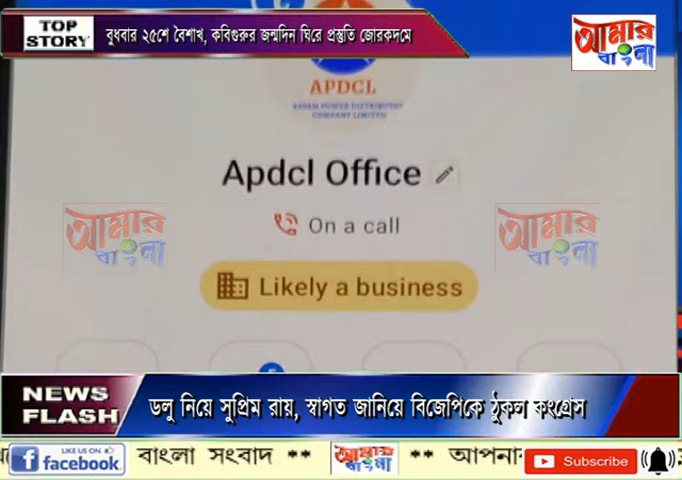 TOP STORY
বুধবার ২৫শে বৈশাখ, কবিগুরুর জন্মদিন ঘিরে প্রস্তুতি জোরকদমে
আমার বাংলা
APDCL
ASSAM POWER DISTRIBUTION
COMPANY LIMITED
Apdcl Office
On a call
আমার বাংলা
আমার বাংলা
Likely a business
NEWS FLASH
ডলু নিয়ে সুপ্রিম রায়, স্বাগত জানিয়ে বিজেপিকে ঠুকল কংগ্রেস
LIKE US ON
facebook
বাংলা সংবাদ **
আমার বাংলা
** আপনা
Subscribe